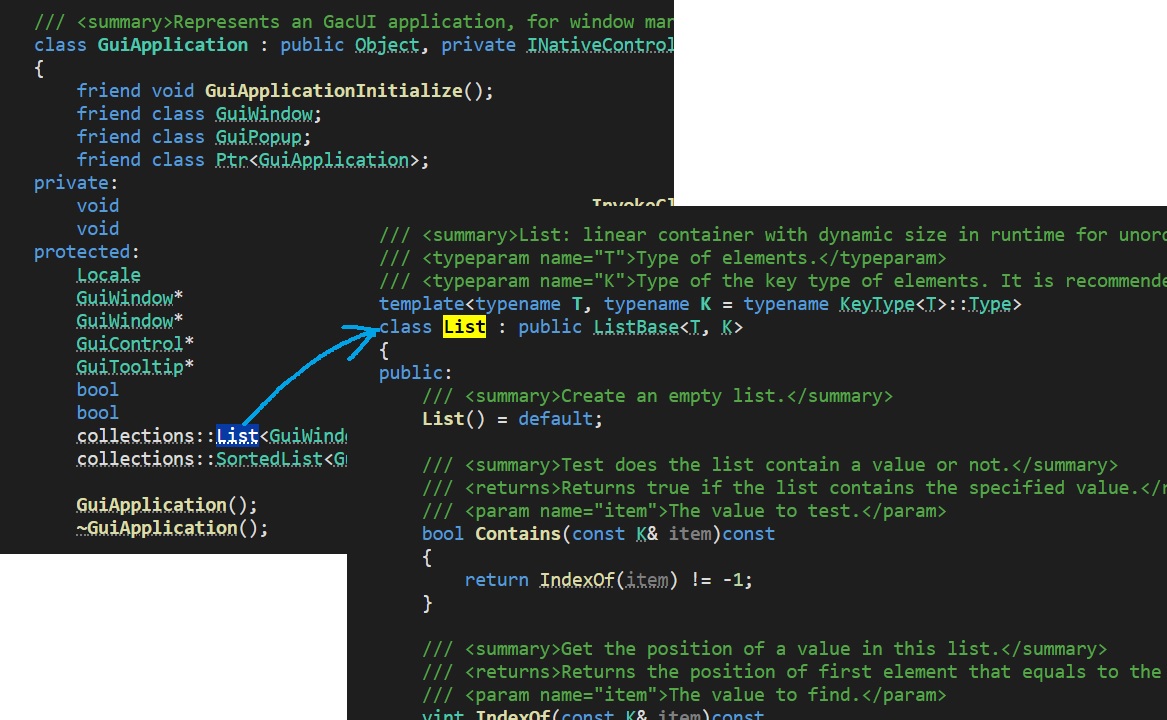 /// <summary>Represents an GacUI application, for window mar
class GuiApplication : public Object, private INativeControl
{
friend void GuiApplicationInitialize();
friend class GuiWindow;
friend class GuiPopup;
friend class Ptr<GuiApplication>;
private:
void
InvokeCl
void
protected:
Locale
GuiWindow*
GuiWindow*
GuiControl*
GuiTooltip*
bool
bool
collections::List<GuiWindo
collections::SortedList<Gu
GuiApplication();
~GuiApplication();
/// <summary>List: linear container with dynamic size in runtime for unord
/// <typeparam name="T">Type of elements.</typeparam>
/// <typeparam name="K">Type of the key type of elements. It is recommende
template<typename T, typename K = typename KeyType<T>::Type>
class List : public ListBase<T, K>
{
public:
/// <summary>Create an empty list.</summary>
List() = default;
/// <summary>Test does the list contain a value or not.</summary>
/// <returns>Returns true if the list contains the specified value.</r
/// <param name="item">The value to test.</param>
bool Contains(const K& item)const
{
return IndexOf(item) != -1;
}
/// <summary>Get the position of a value in this list.</summary>
/// <returns>Returns the position of first element that equals to the
/// <param name="item">The value to find.</param>
vint IndexOf(const K& item)const